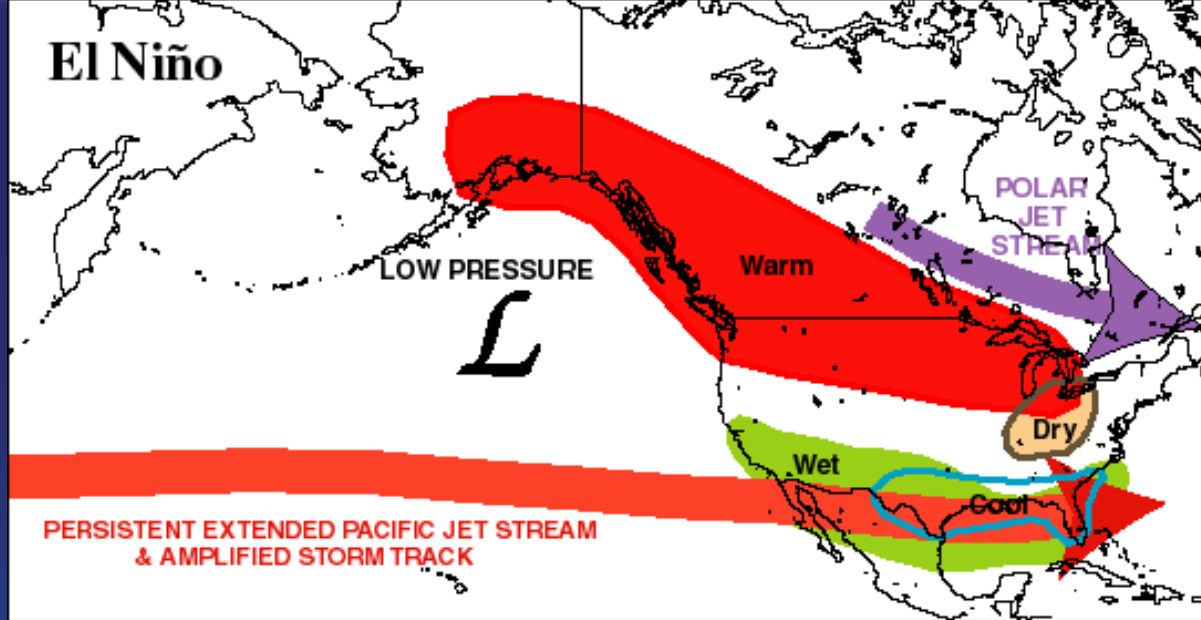 El Niño
POLAR
JET
STREAM
LOW PRESSURE
L
Warm
Dry
Wet
Cool
PERSISTENT EXTENDED PACIFIC JET STREAM
& AMPLIFIED STORM TRACK